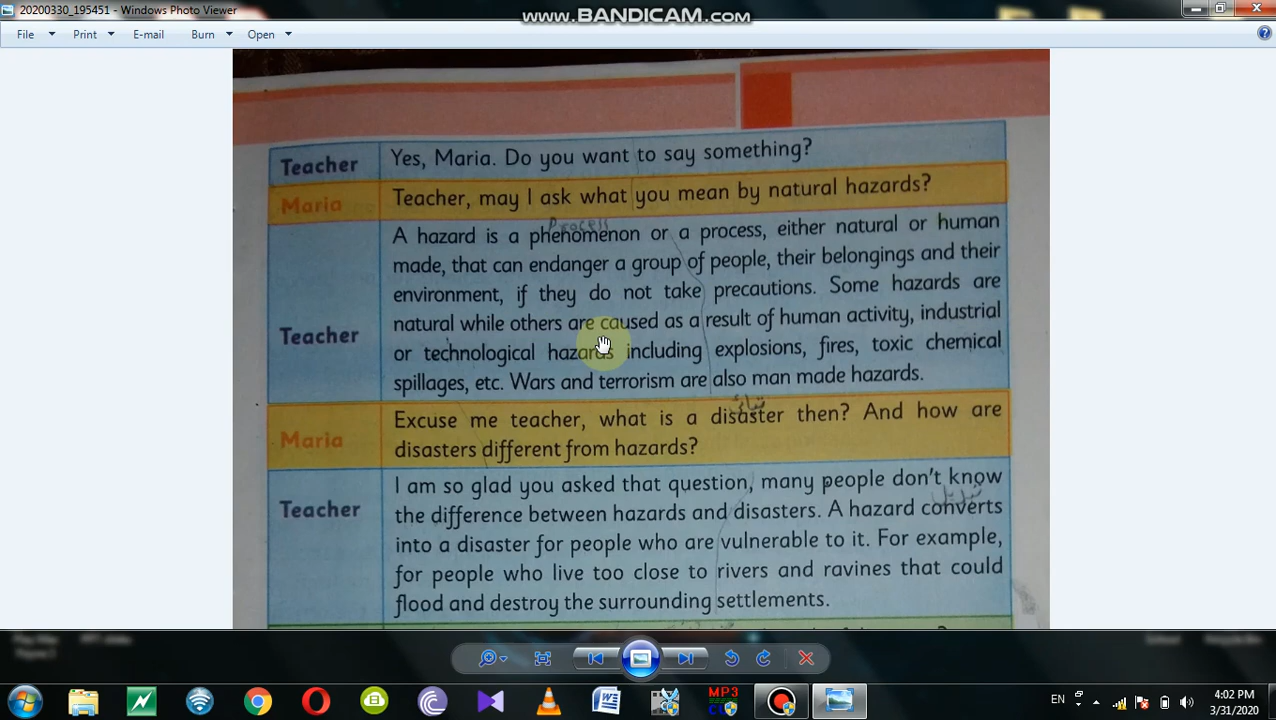 20200330_195451 - Windows Photo Viewer
www.BANDICAM.com
File Print E-mail Burn Open
Teacher Yes, Maria. Do you want to say something?
Maria Teacher, may I ask what you mean by natural hazards?
Process
A hazard is a phenomenon or a process, either natural or human
made, that can endanger a group of people, their belongings and their
environment, if they do not take precautions. Some hazards are
Teacher natural while others are caused as a result of human activity, industrial
or technological hazards including explosions, fires, toxic chemical
spillages, etc. Wars and terrorism are also man made hazards.
Maria Excuse me teacher, what is a disaster then? And how are
disasters different from hazards?
I am so glad you asked that question, many people don't know
Teacher the difference between hazards and disasters. A hazard converts
into a disaster for people who are vulnerable to it. For example,
for people who live too close to rivers and ravines that could
flood and destroy the surrounding settlements.
MP3
EN
4:02 PM
3/31/2020